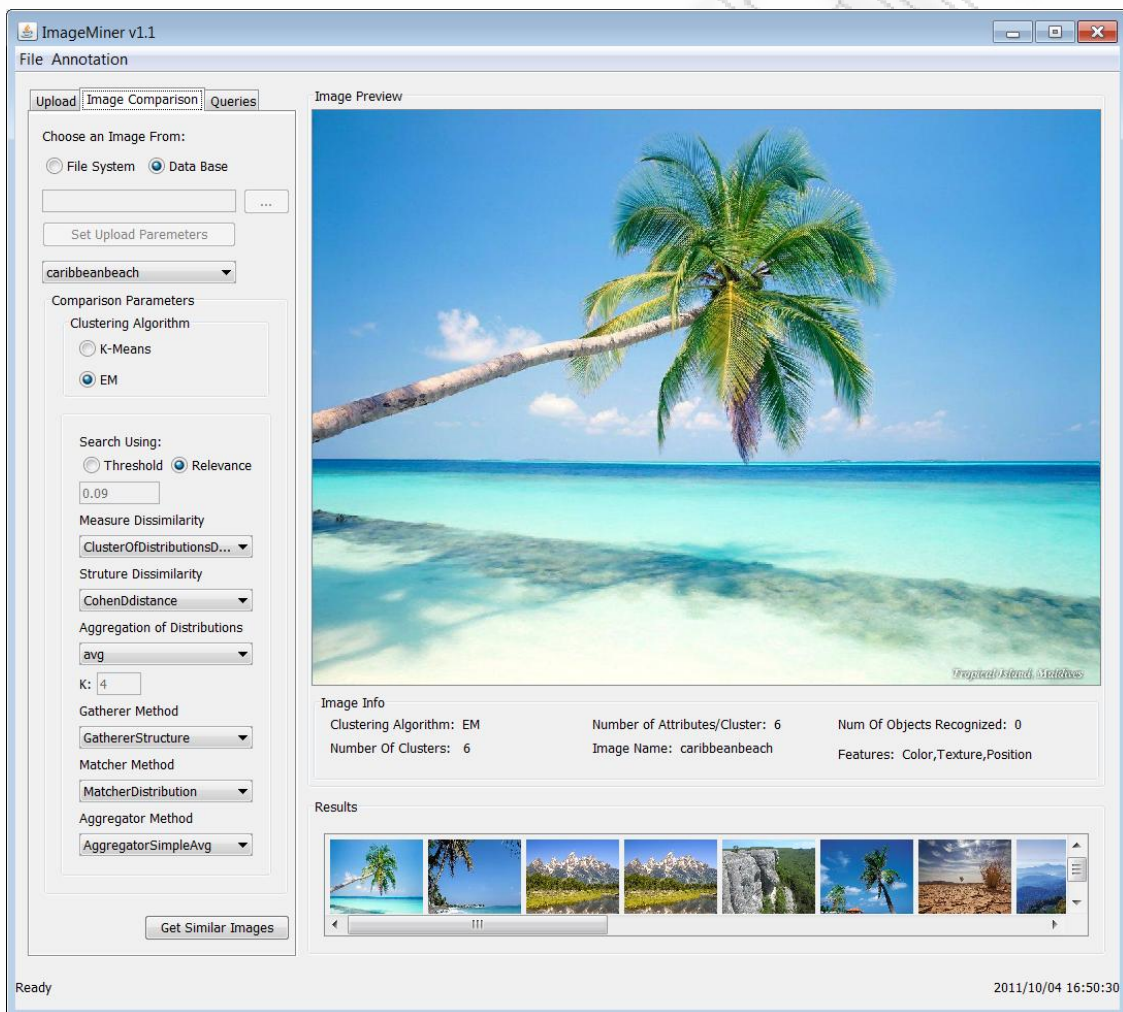 ImageMiner v1.1
File Annotation
Upload Image Comparison Queries
Choose an Image From:
File System Data Base
...
Set Upload Paremeters
caribbeanbeach
Comparison Parameters
Clustering Algorithm
K-Means
EM
Search Using:
Threshold Relevance
0.09
Measure Dissimilarity
ClusterOfDistributionsD...
Struture Dissimilarity
CohenDdistance
Aggregation of Distributions
avg
K: 4
Gatherer Method
GathererStructure
Matcher Method
MatcherDistribution
Aggregator Method
AggregatorSimpleAvg
Get Similar Images
Image Preview
Tropical Island, Maldives
Image Info
Clustering Algorithm: EM Number of Attributes/Cluster: 6 Num Of Objects Recognized: 0
Number Of Clusters: 6 Image Name: caribbeanbeach Features: Color,Texture,Position
Results
Ready 2011/10/04 16:50:30